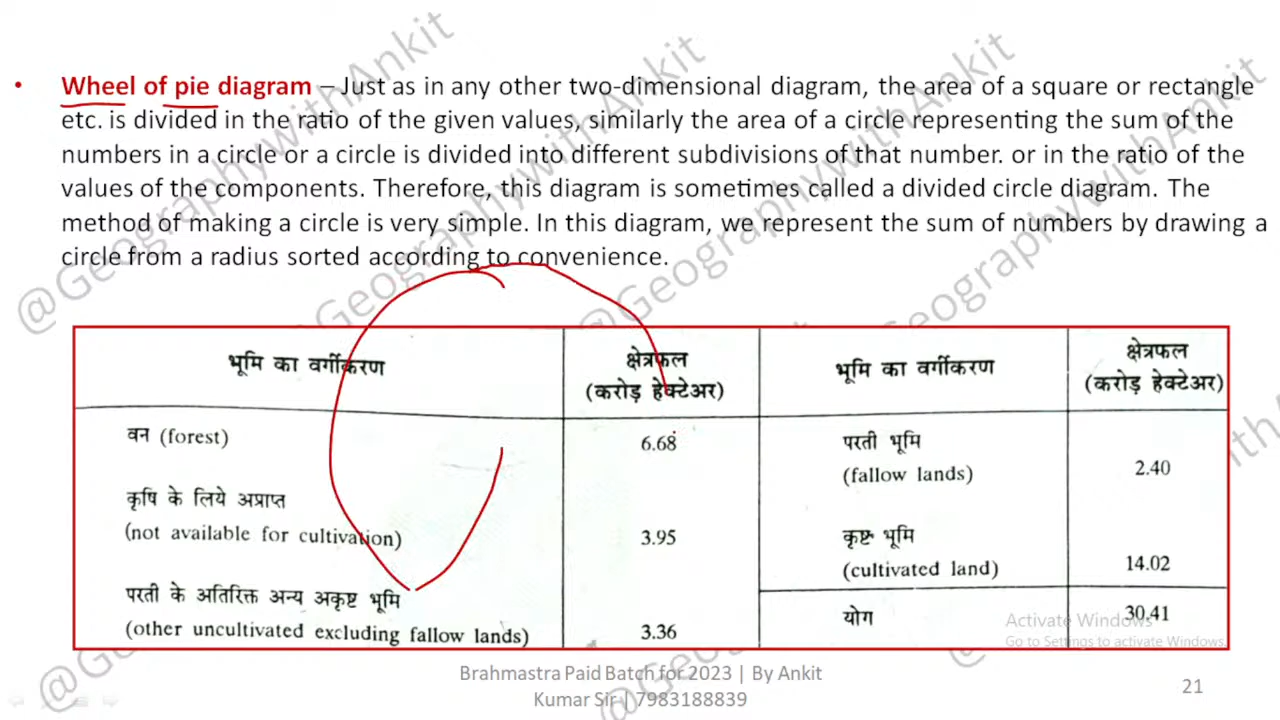 • Wheel of pie diagram – Just as in any other two-dimensional diagram, the area of a square or rectangle
etc. is divided in the ratio of the given values, similarly the area of a circle representing the sum of the
numbers in a circle or a circle is divided into different subdivisions of that number. or in the ratio of the
values of the components. Therefore, this diagram is sometimes called a divided circle diagram. The
method of making a circle is very simple. In this diagram, we represent the sum of numbers by drawing a
circle from a radius sorted according to convenience.
भूमि का वर्गीकरण
क्षेत्रफल
(करोड़ हेक्टेअर)
भूमि का वर्गीकरण
क्षेत्रफल
(करोड़ हेक्टेअर)
वन (forest)
6.68
परती भूमि
(fallow lands)
2.40
कृषि के लिये अप्राप्त
(not available for cultivation)
3.95
कृष्ट भूमि
(cultivated land)
14.02
परती के अतिरिक्त अन्य अकृष्ट भूमि
(other uncultivated excluding fallow lands)
3.36
योग
30.41
Activate Windows
Go to Settings to activate Windows.
Brahmastra Paid Batch for 2023 | By Ankit
Kumar Sir | 7983188839
21
@GeographywithAnkit
@GeographywithAnkit
GeographywithAnkit